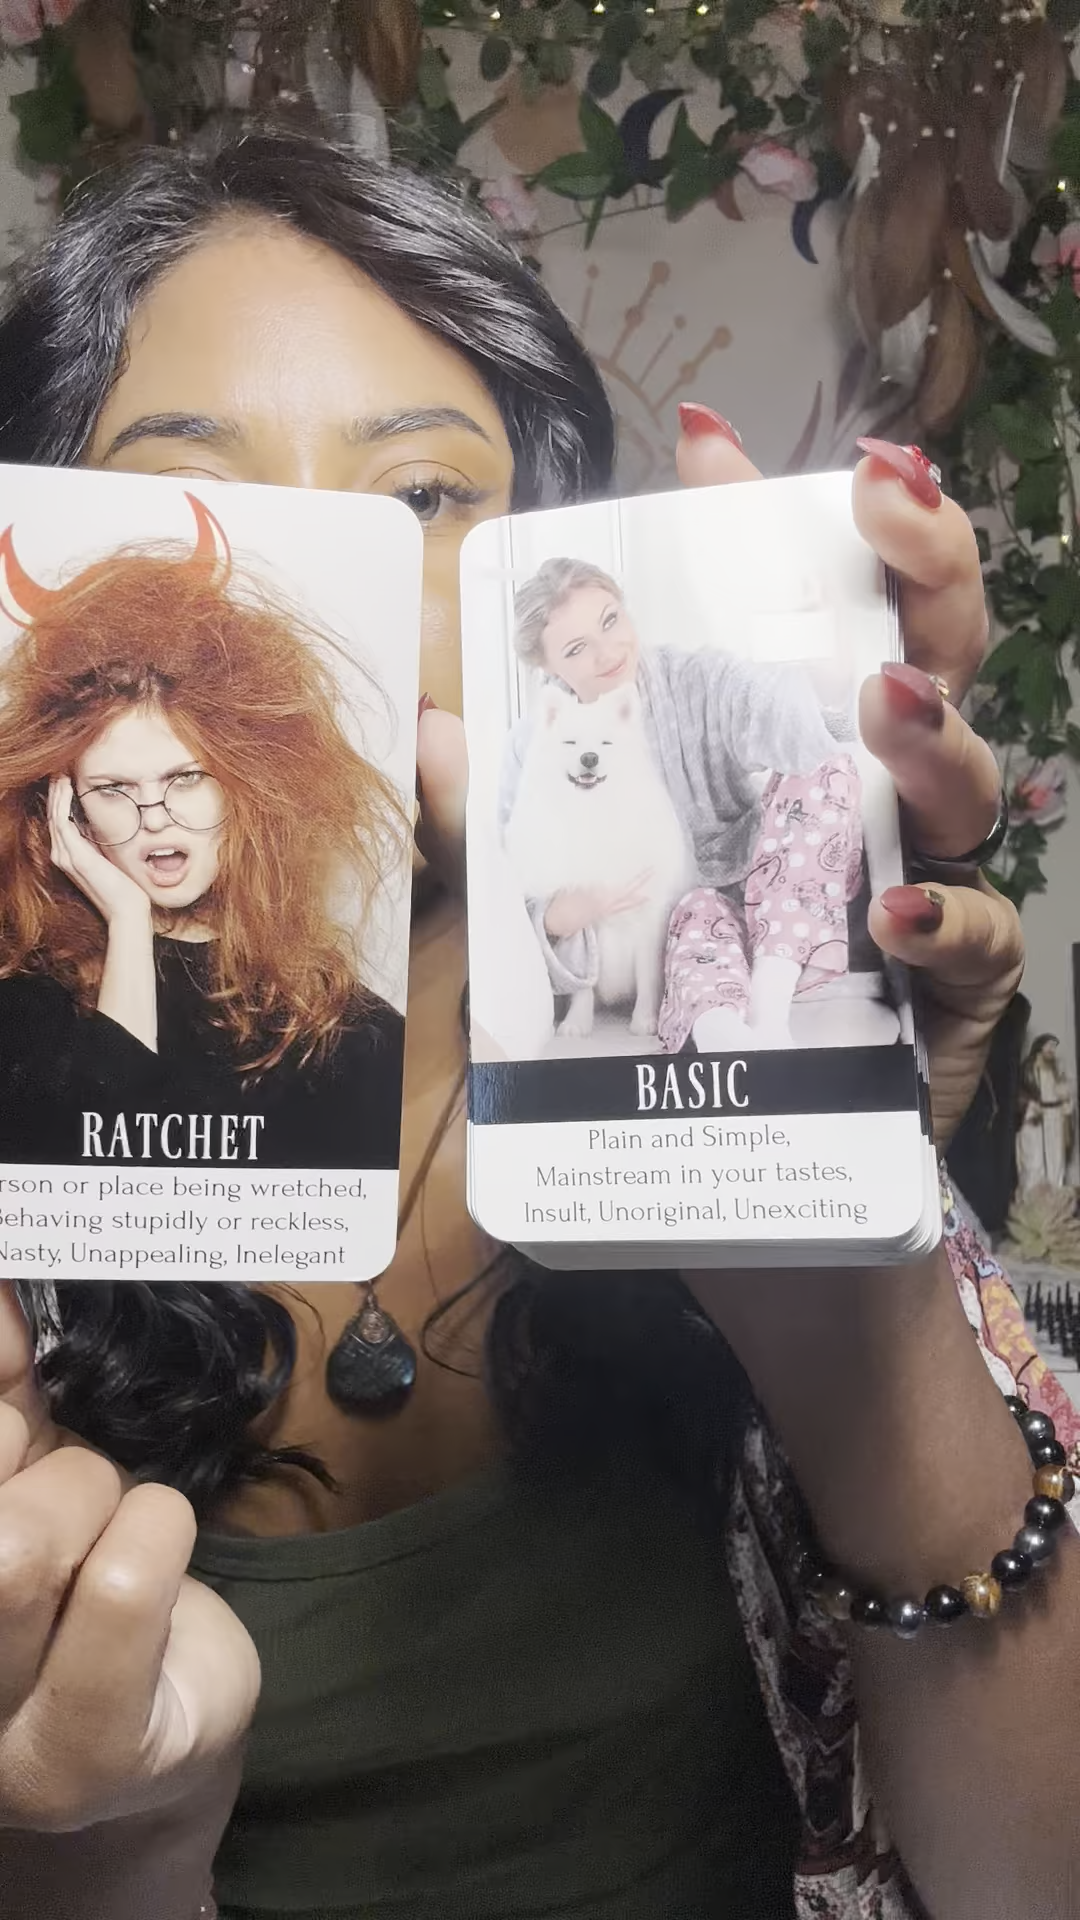 RATCHET
or place being wretched,
Behaving stupidly or reckless,
Nasty, Unappealing, Inelegant
BASIC
Plain and Simple,
Mainstream in your tastes,
Insult, Unoriginal, Unexciting